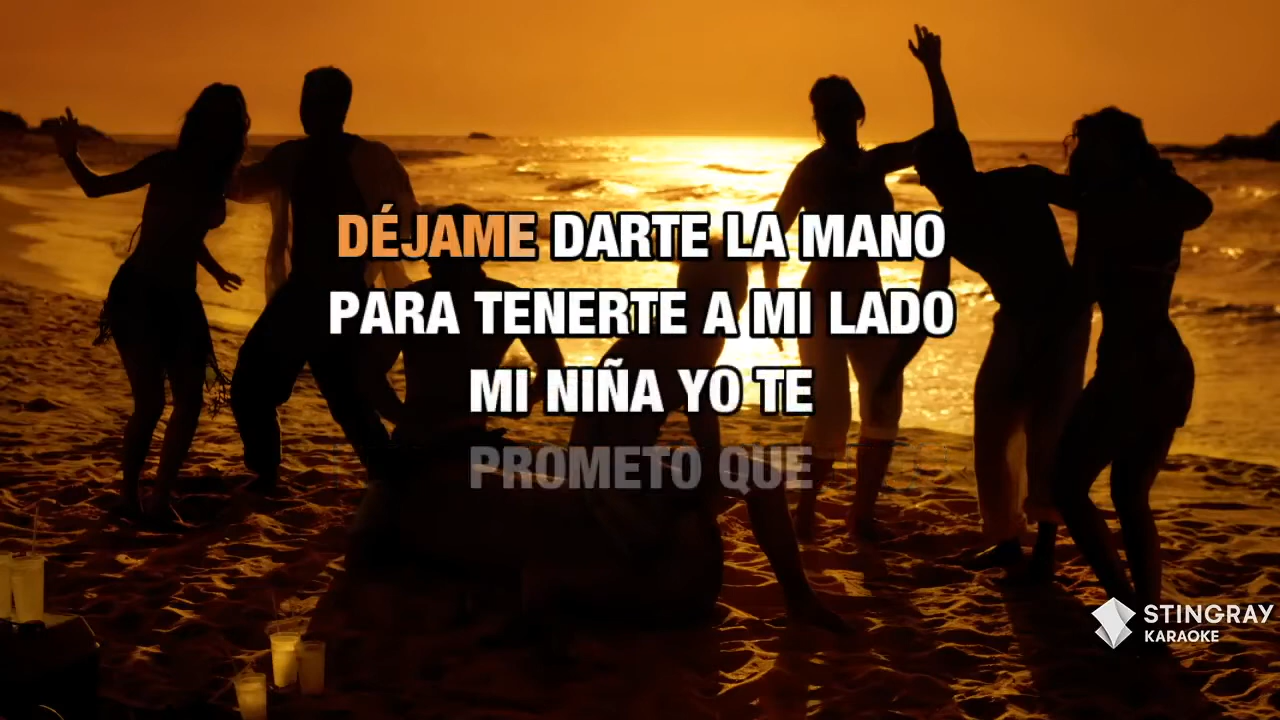 DÉJAME DARTE LA MANO
PARA TENERTE A MI LADO
MI NIÑA YO TE
PROMETO QUE
STINGRAY
KARAOKE